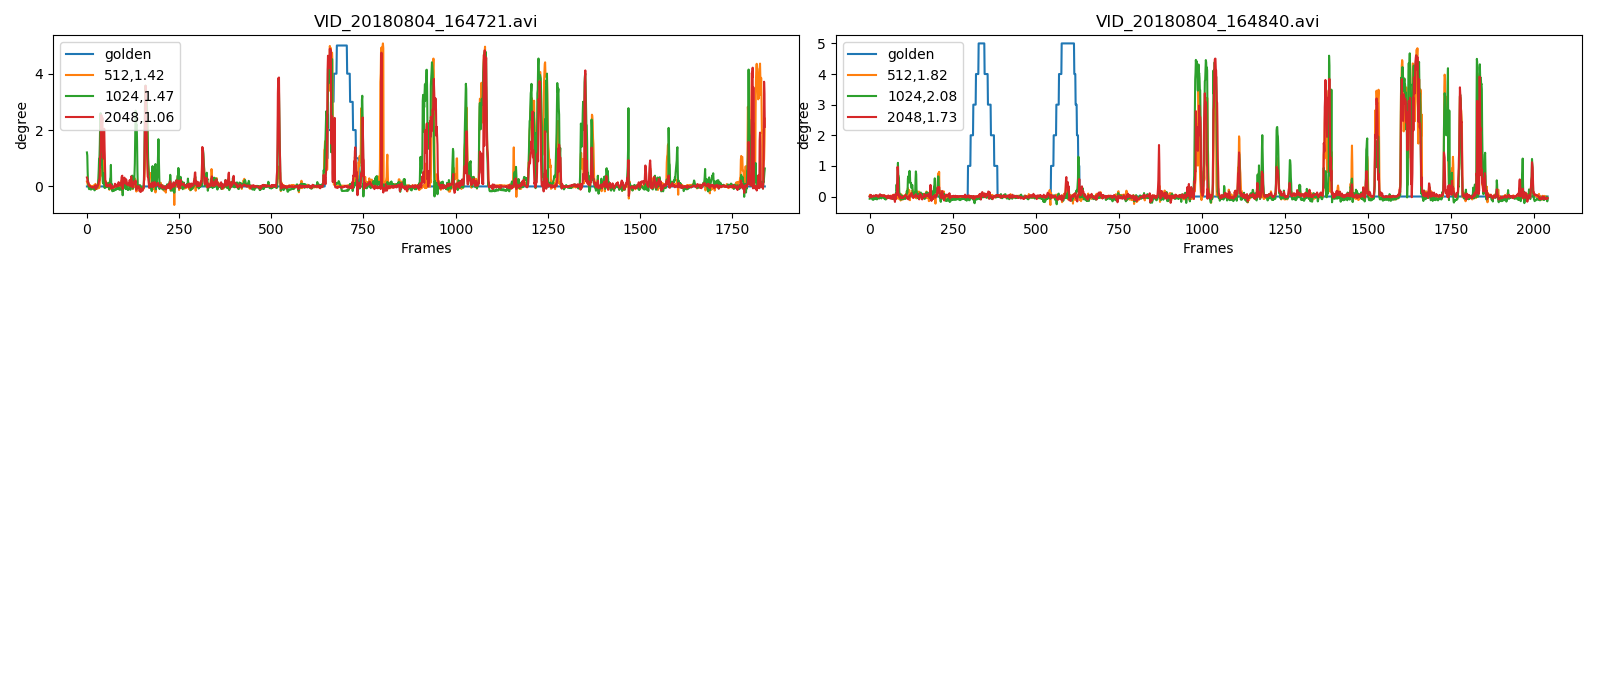 VID_20180804_164721.avi
golden
512,1.42
1024,1.47
2048,1.06
degree
4
2
0
0 250 500 750 1000 1250 1500 1750
Frames
VID_20180804_164840.avi
golden
512,1.82
1024,2.08
2048,1.73
degree
5
4
3
2
1
0
0 250 500 750 1000 1250 1500 1750 2000
Frames